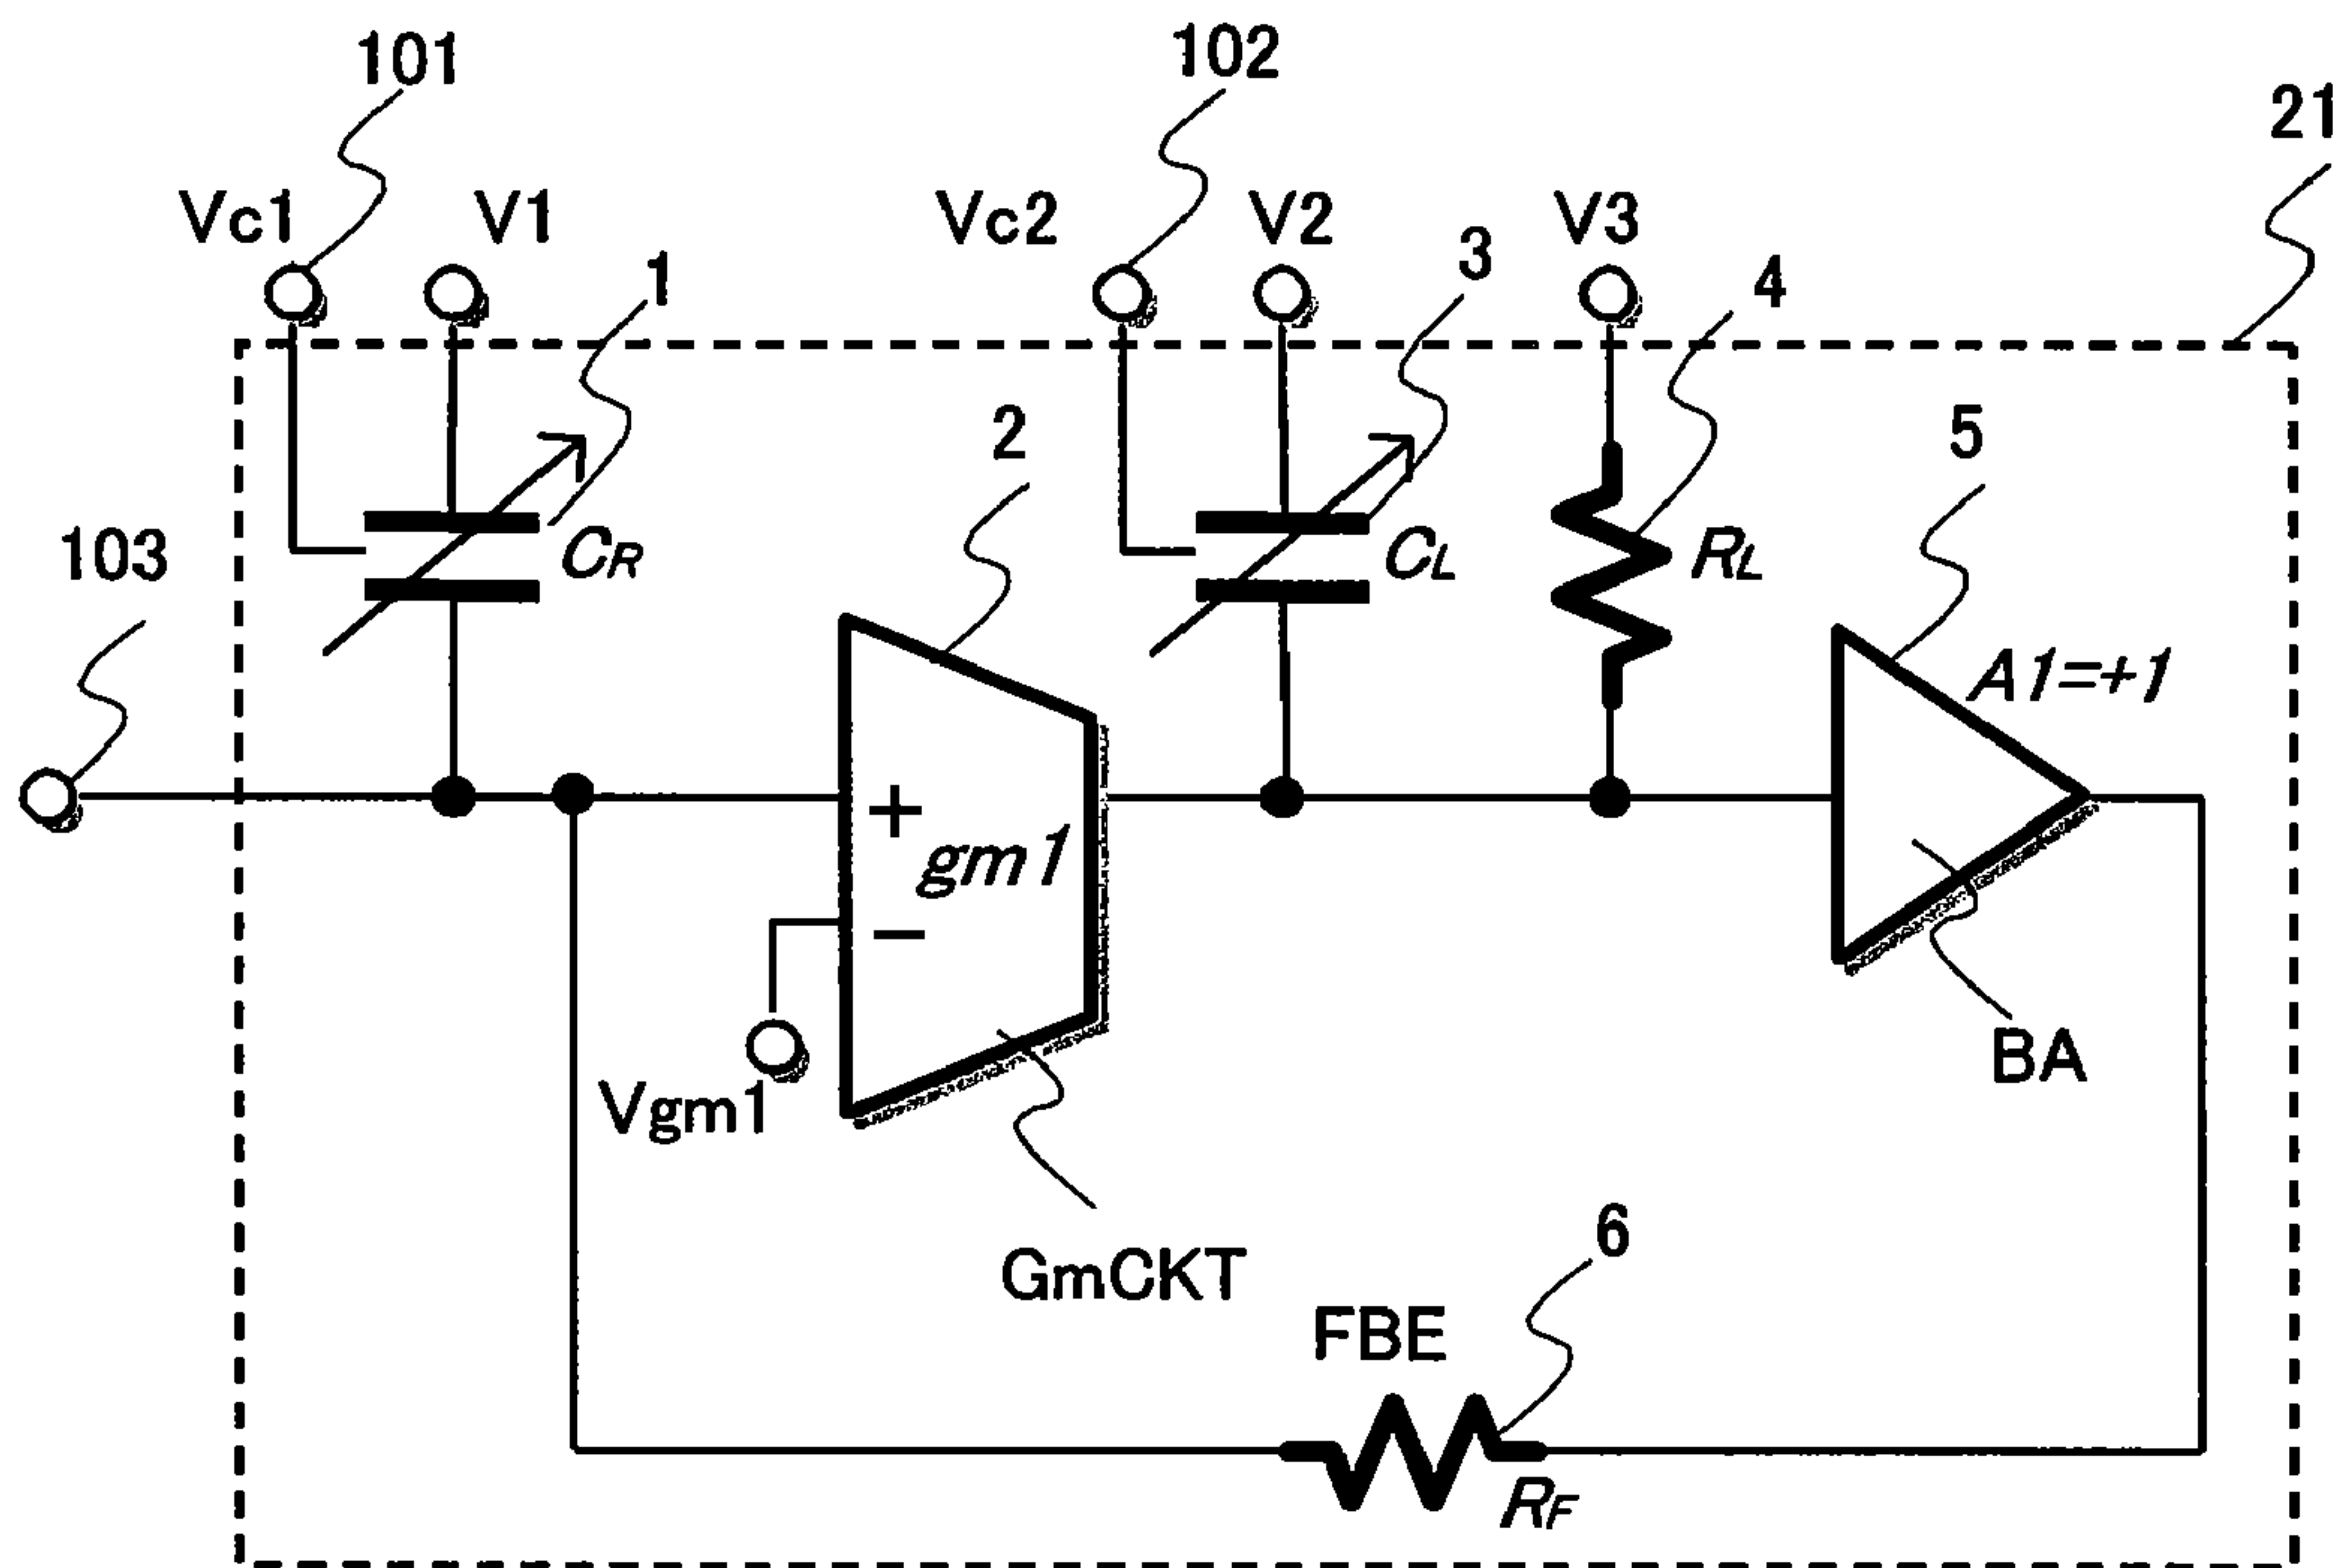 101
102
21
Vc1
V1
Vc2
V2
V3
1
3
4
2
5
103
CR
CL
RL
A1=+1
+
gm1
−
Vgm1
BA
GmCKT
6
FBE
RF